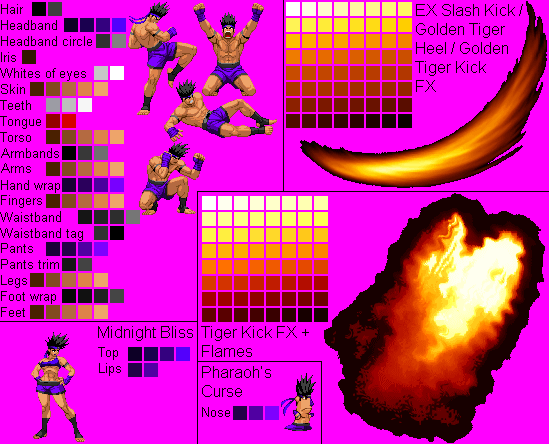 Hair
Headband
Headband circle
Iris
Whites of eyes
Skin
Teeth
Tongue
Torso
Armbands
Arms
Hand wrap
Fingers
Waistband
Waistband tag
Pants
Pants trim
Legs
Foot wrap
Feet
EX Slash Kick /
Golden Tiger
Heel / Golden
Tiger Kick
FX
Midnight Bliss
Top
Lips
Tiger Kick FX +
Flames
Pharaoh's
Curse
Nose